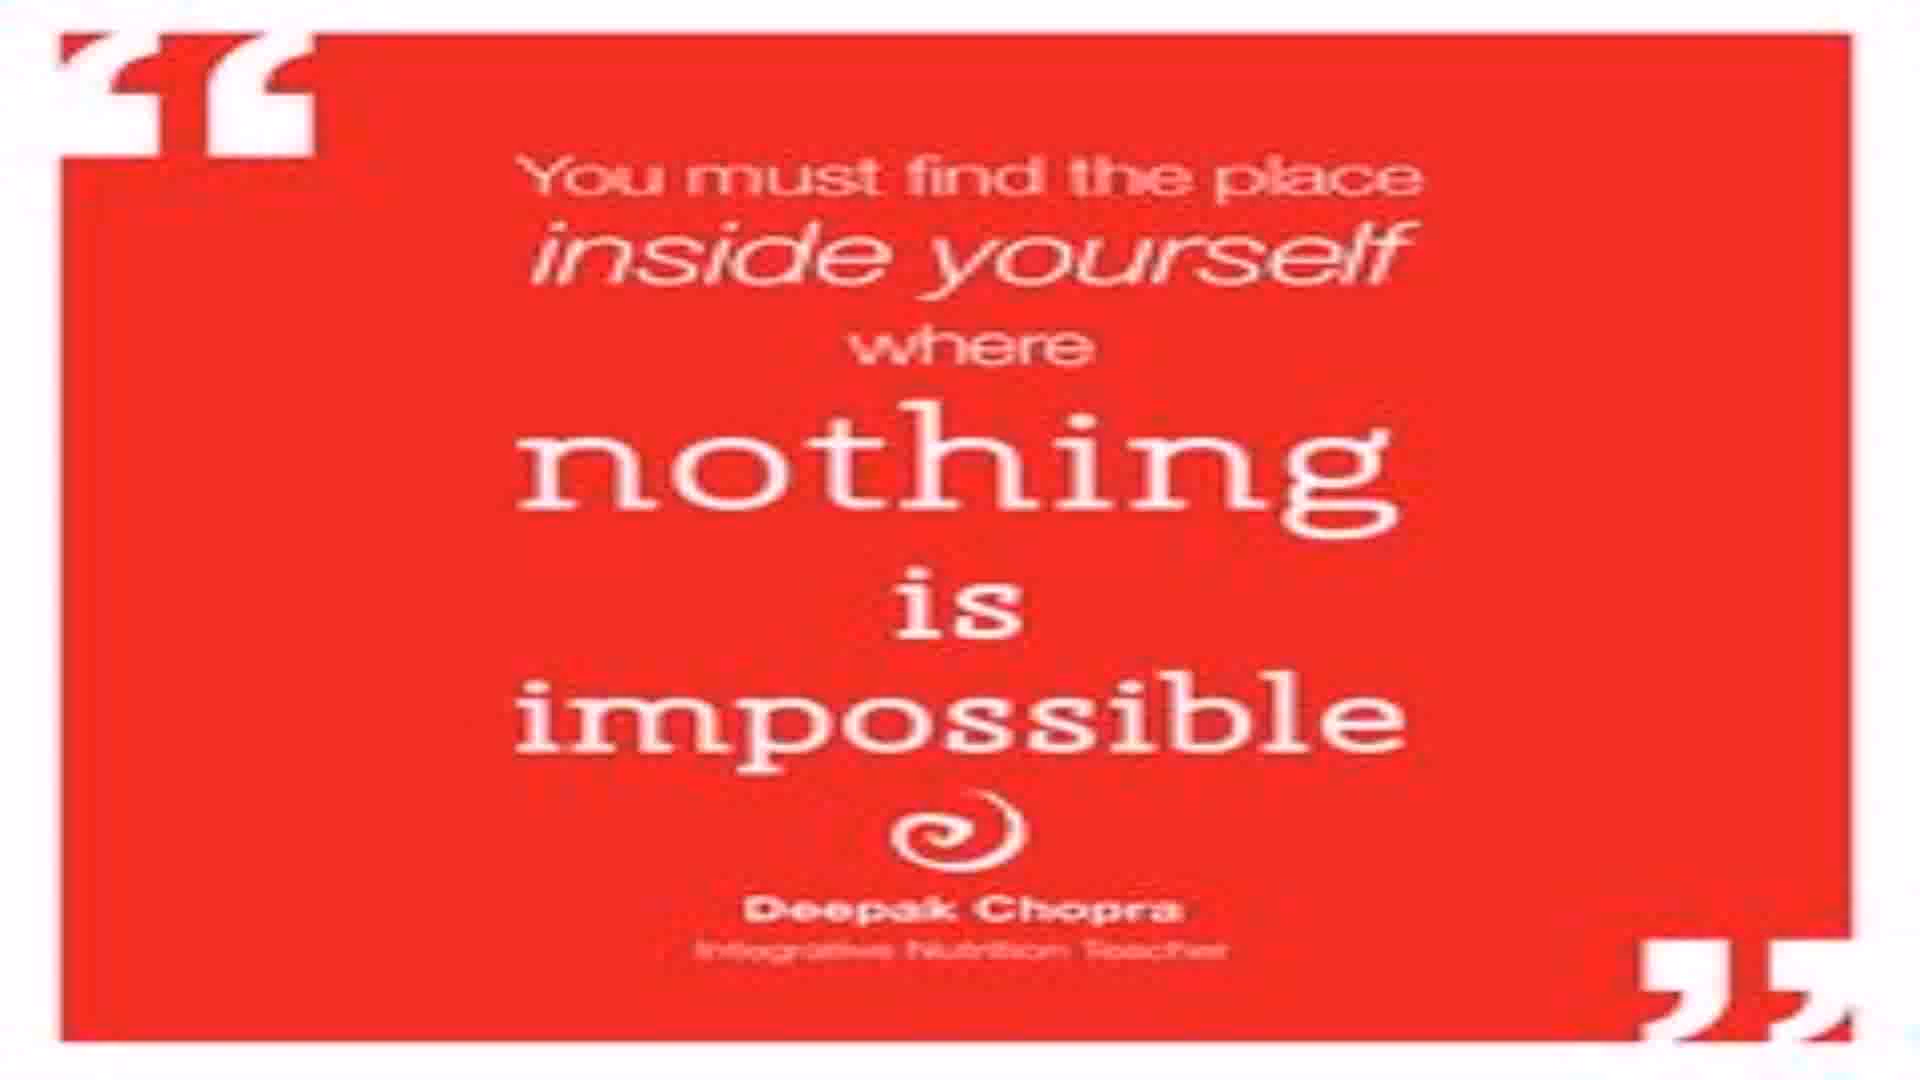 “
You must find the place
inside yourself
where
nothing
is
impossible
Deepak Chopra
Integrative Nutrition Teacher
”